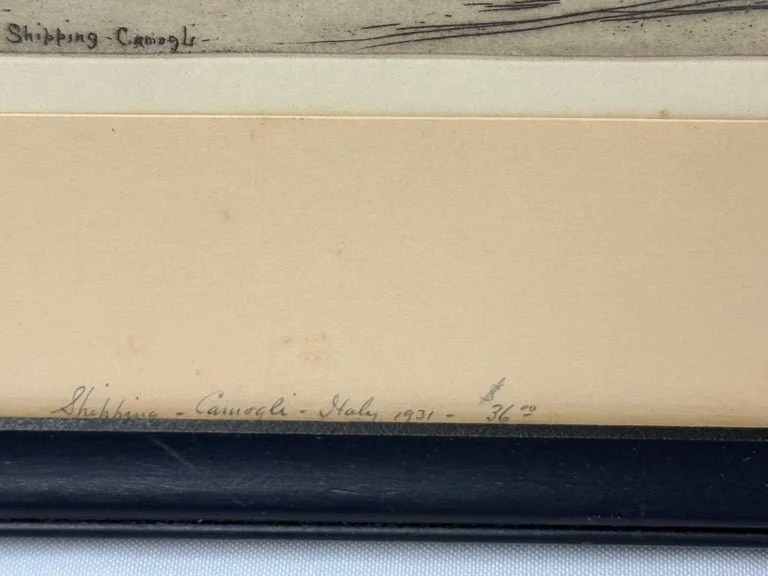 Shipping - Camogli -
Shipping - Camogli - Italy 1931 - $36.00